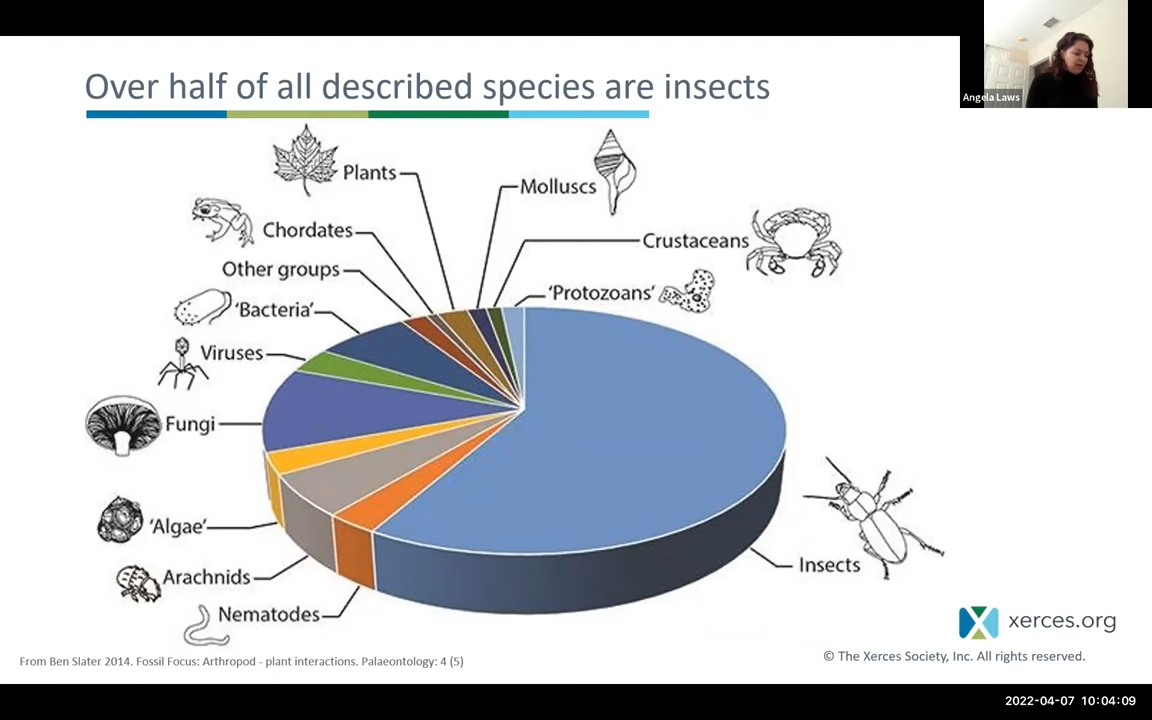 Over half of all described species are insects
Angela Laws
Plants
Molluscs
Chordates
Crustaceans
Other groups
'Protozoans'
'Bacteria'
Viruses
Fungi
'Algae'
Arachnids
Nematodes
Insects
xerces.org
From Ben Slater 2014. Fossil Focus: Arthropod - plant interactions. Palaeontology: 4 (5)
© The Xerces Society, Inc. All rights reserved.
2022-04-07 10:04:09